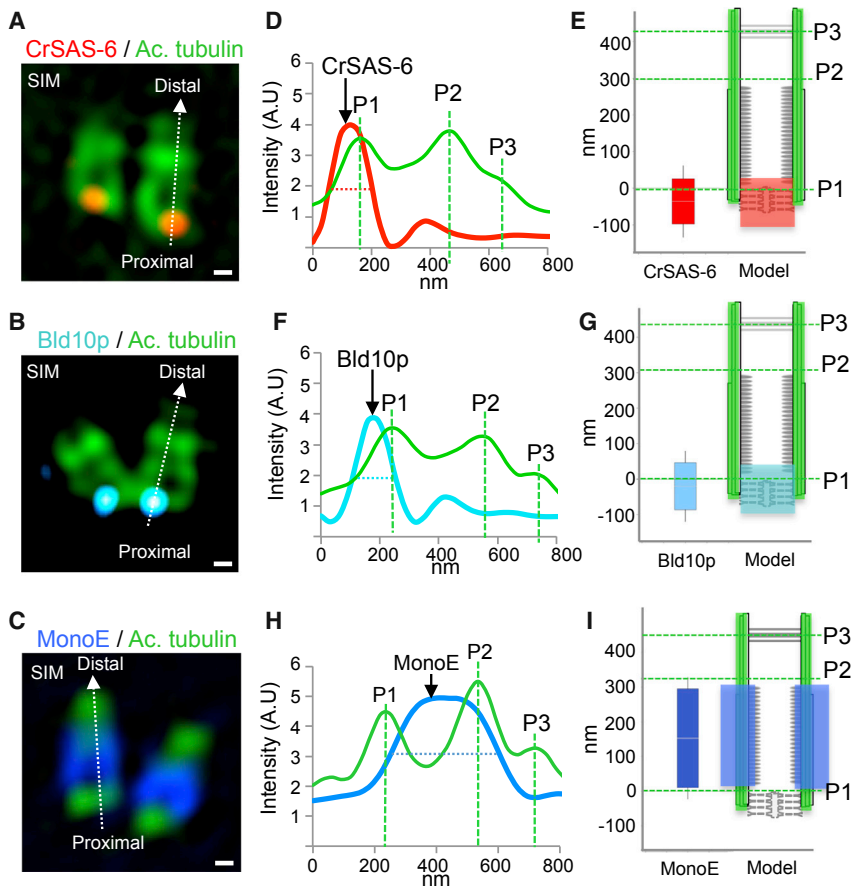 A
CrSAS-6 / Ac. tubulin
SIM
Distal
Proximal
D
CrSAS-6
P1
P2
P3
Intensity (A.U)
6
5
4
3
2
1
0 200 400 600 800
nm
E
400
300
200
100
0
-100
nm
P3
P2
P1
CrSAS-6 Model
B
Bld10p / Ac. tubulin
SIM
Distal
Proximal
F
Bld10p
P1
P2
P3
Intensity (A.U)
6
5
4
3
2
1
0 200 400 600 800
nm
G
400
300
200
100
0
-100
nm
P3
P2
P1
Bld10p Model
C
MonoE / Ac. tubulin
SIM
Distal
Proximal
H
MonoE
P1
P2
P3
Intensity (A.U)
6
5
4
3
2
1
0 200 400 600 800
nm
I
400
300
200
100
0
-100
nm
P3
P2
P1
MonoE Model